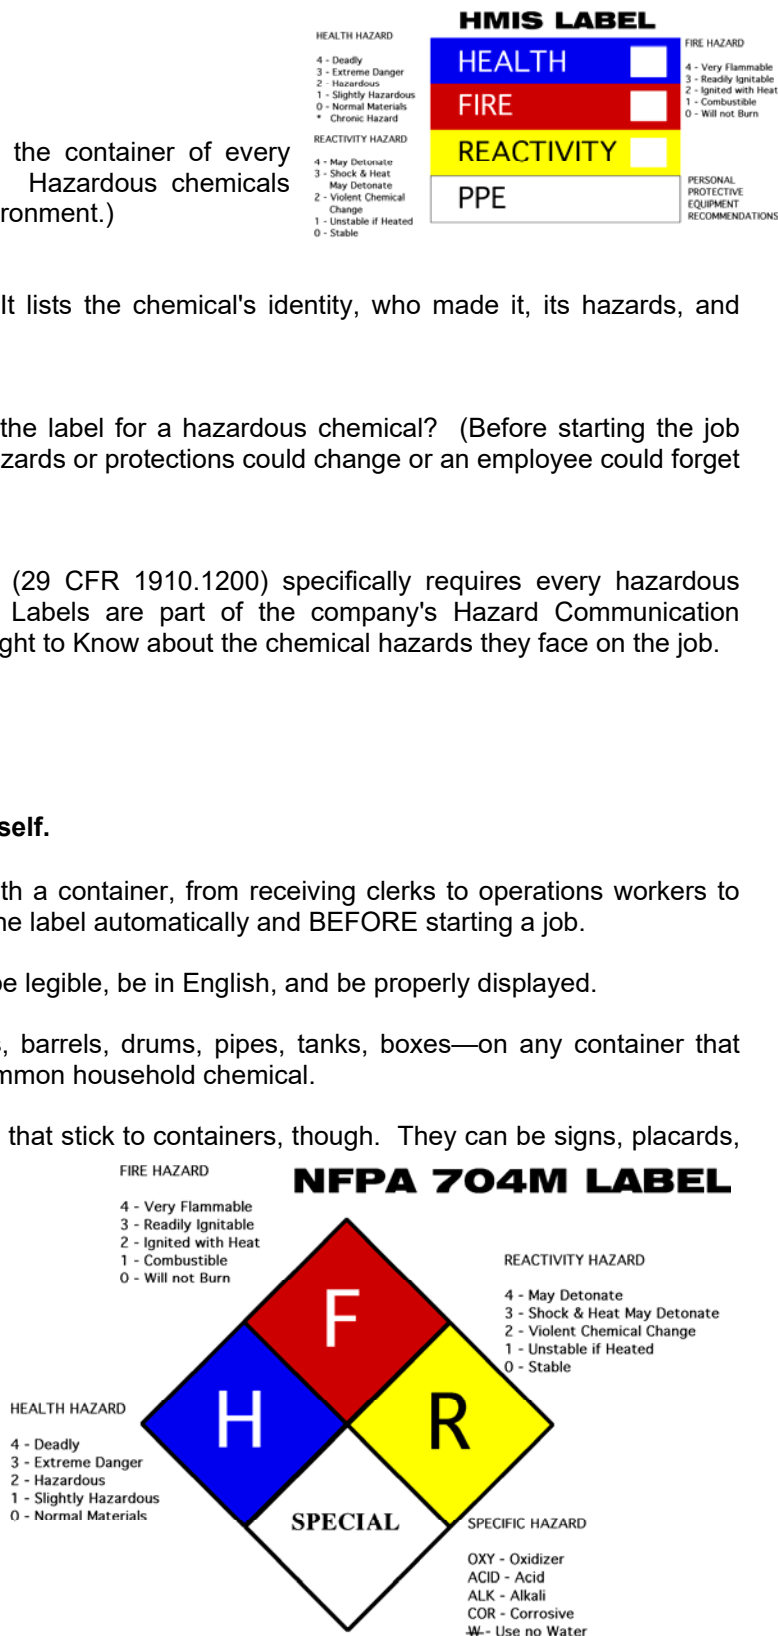 HMIS LABEL
HEALTH HAZARD
4 - Deadly
3 - Extreme Danger
2 - Hazardous
1 - Slightly Hazardous
0 - Normal Materials
* Chronic Hazard
REACTIVITY HAZARD
4 - May Detonate
3 - Shock & Heat
May Detonate
2 - Violent Chemical
Change
1 - Unstable if Heated
0 - Stable
HEALTH
FIRE
REACTIVITY
PPE
FIRE HAZARD
4 - Very Flammable
3 - Readily Ignitable
2 - Ignited with Heat
1 - Combustible
0 - Will not Burn
PERSONAL
PROTECTIVE
EQUIPMENT
RECOMMENDATIONS
the container of every
Hazardous chemicals
ronment.)
It lists the chemical's identity, who made it, its hazards, and
the label for a hazardous chemical? (Before starting the job
zards or protections could change or an employee could forget
(29 CFR 1910.1200) specifically requires every hazardous
Labels are part of the company's Hazard Communication
ght to Know about the chemical hazards they face on the job.
self.
th a container, from receiving clerks to operations workers to
he label automatically and BEFORE starting a job.
be legible, be in English, and be properly displayed.
s, barrels, drums, pipes, tanks, boxes—on any container that
mmon household chemical.
that stick to containers, though. They can be signs, placards,
NFPA 704M LABEL
FIRE HAZARD
4 - Very Flammable
3 - Readily Ignitable
2 - Ignited with Heat
1 - Combustible
0 - Will not Burn
F
REACTIVITY HAZARD
4 - May Detonate
3 - Shock & Heat May Detonate
2 - Violent Chemical Change
1 - Unstable if Heated
0 - Stable
HEALTH HAZARD
4 - Deadly
3 - Extreme Danger
2 - Hazardous
1 - Slightly Hazardous
0 - Normal Materials
H
R
SPECIAL
SPECIFIC HAZARD
OXY - Oxidizer
ACID - Acid
ALK - Alkali
COR - Corrosive
W - Use no Water